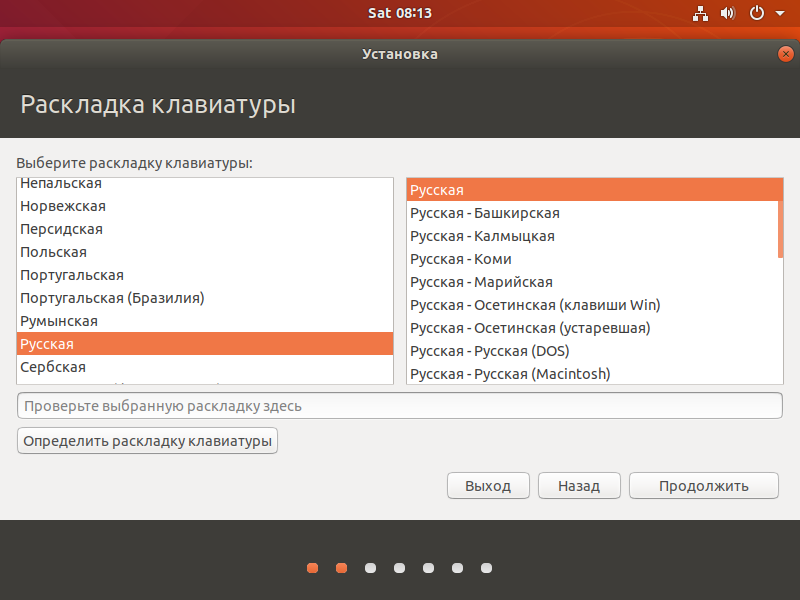 Sat 08:13
Установка
Раскладка клавиатуры
Выберите раскладку клавиатуры:
Непальская
Норвежская
Персидская
Польская
Португальская
Португальская (Бразилия)
Румынская
Русская
Сербская
Русская
Русская - Башкирская
Русская - Калмыцкая
Русская - Коми
Русская - Марийская
Русская - Осетинская (клавиши Win)
Русская - Осетинская (устаревшая)
Русская - Русская (DOS)
Русская - Русская (Macintosh)
Проверьте выбранную раскладку здесь
Определить раскладку клавиатуры
Выход
Назад
Продолжить